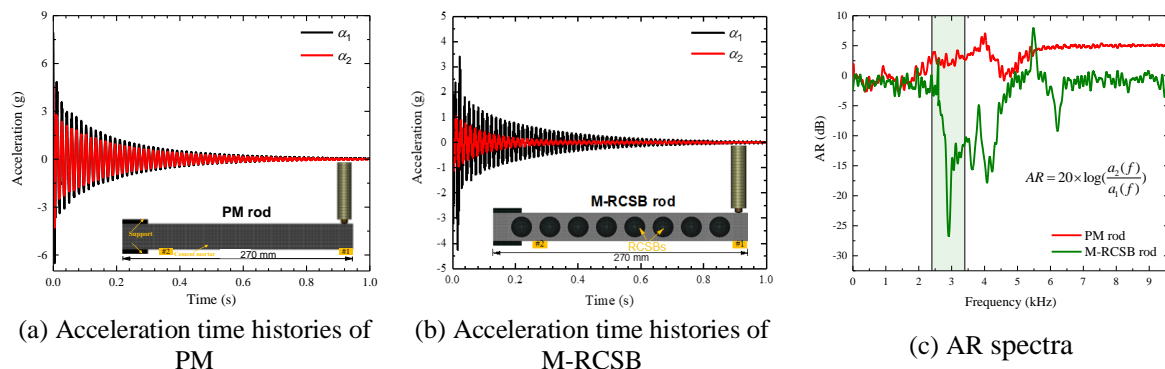 9
6
3
0
-3
-6
Acceleration (g)
α1
α2
Support
PM rod
#2
Cement mortar
#1
270 mm
0.0 0.2 0.4 0.6 0.8 1.0
Time (s)
(a) Acceleration time histories of
PM
5
4
3
2
1
0
-1
-2
-3
-4
-5
Acceleration (g)
α1
α2
M-RCSB rod
RCSBs
#2
#1
270 mm
0.0 0.2 0.4 0.6 0.8 1.0
Time (s)
(b) Acceleration time histories of
M-RCSB
10
5
0
-5
-10
-15
-20
-25
-30
AR (dB)
AR = 20×log(a2(f)/a1(f))
PM rod
M-RCSB rod
0 1 2 3 4 5 6 7 8 9
Frequency (kHz)
(c) AR spectra